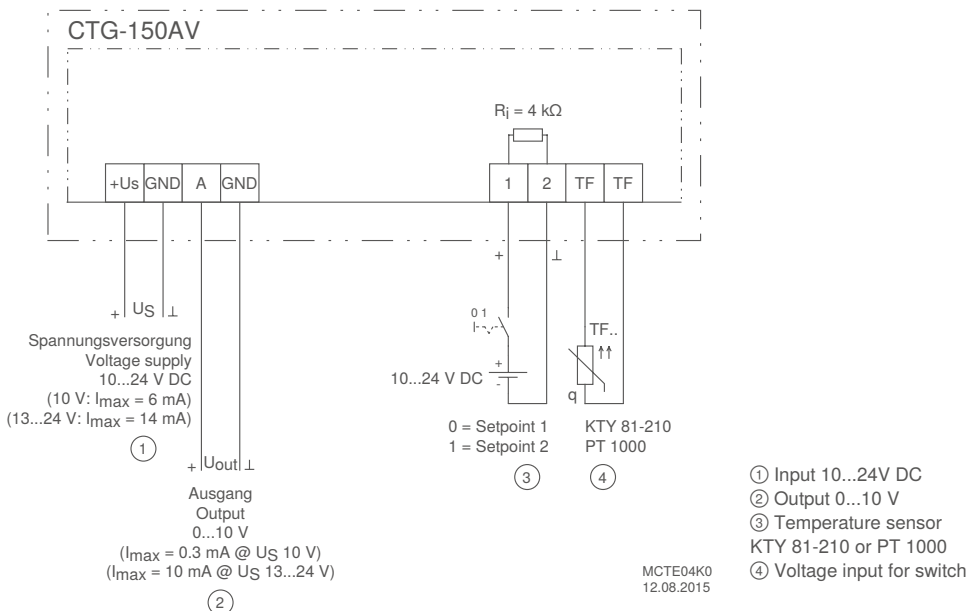 CTG-150AV
Ri = 4 kΩ
+Us GND A GND
1 2 TF TF
+ ⊥
+ US ⊥
Spannungsversorgung
Voltage supply
10...24 V DC
(10 V: Imax = 6 mA)
(13...24 V: Imax = 14 mA)
1
+ Uout ⊥
Ausgang
Output
0...10 V
(Imax = 0.3 mA @ US 10 V)
(Imax = 10 mA @ US 13...24 V)
2
0 1
+
10...24 V DC
-
0 = Setpoint 1
1 = Setpoint 2
3
TF..
q
KTY 81-210
PT 1000
4
MCTE04K0
12.08.2015
① Input 10...24V DC
② Output 0...10 V
③ Temperature sensor
KTY 81-210 or PT 1000
④ Voltage input for switch